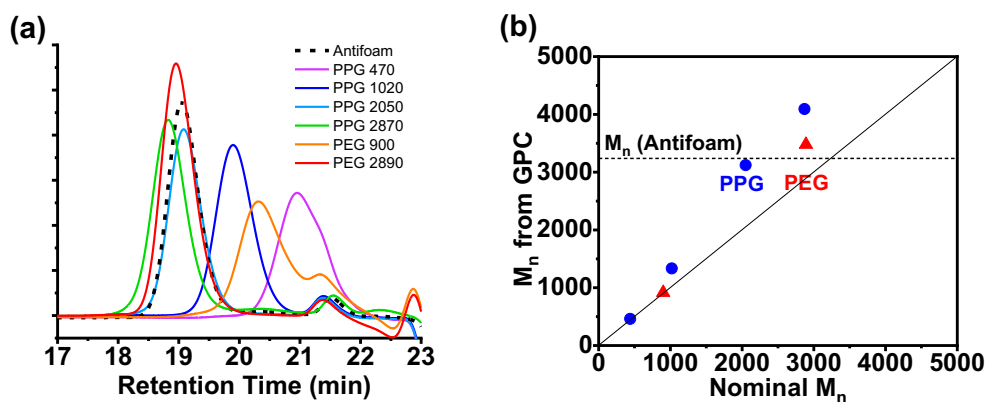 (a)
Antifoam
PPG 470
PPG 1020
PPG 2050
PPG 2870
PEG 900
PEG 2890
17 18 19 20 21 22 23
Retention Time (min)
(b)
5000
4000
3000
2000
1000
0
Mn from GPC
Mn (Antifoam)
PPG
PEG
0 1000 2000 3000 4000 5000
Nominal Mn